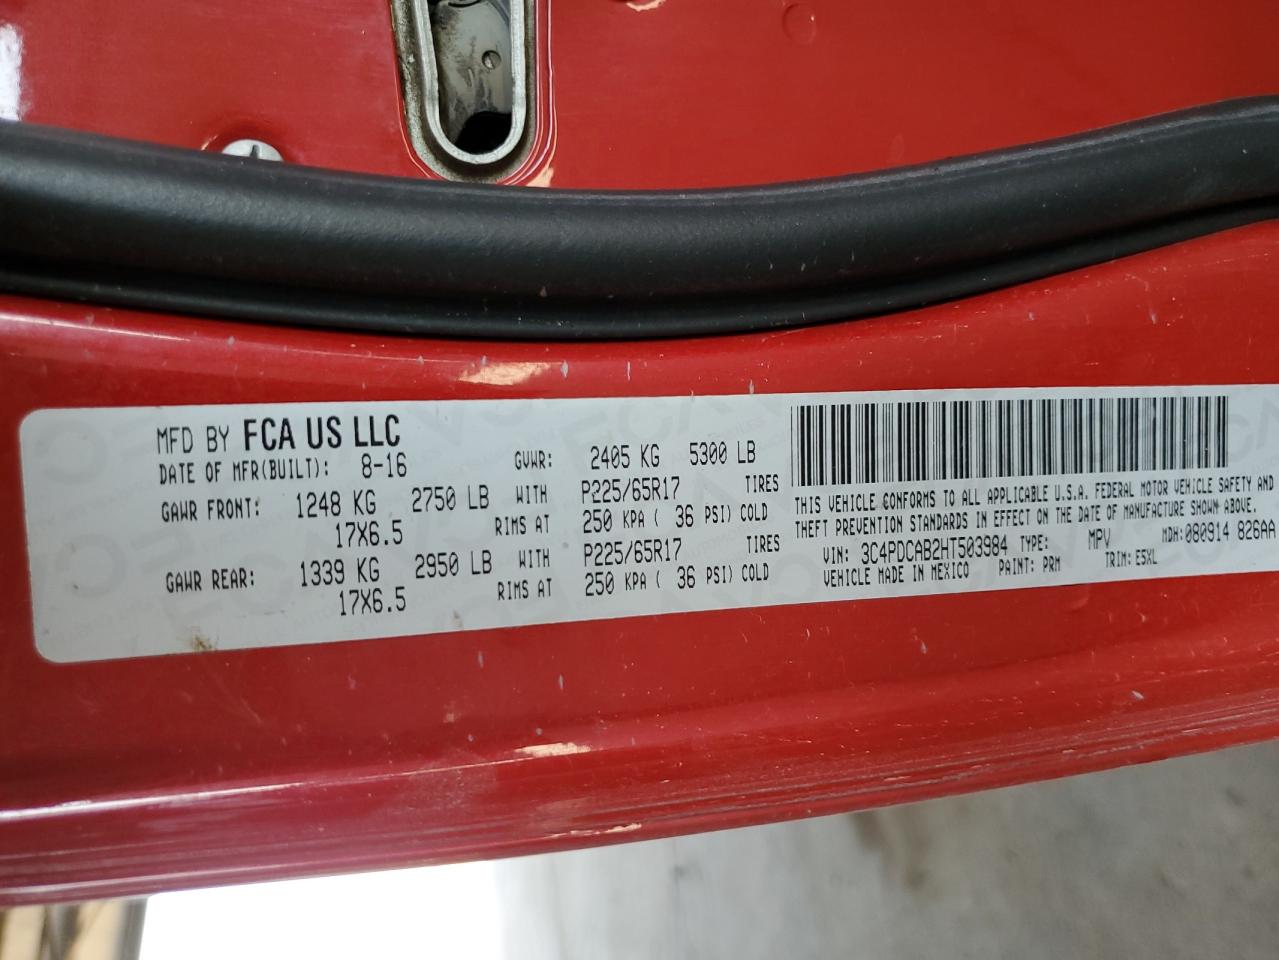 MFD BY FCA US LLC
DATE OF MFR(BUILT): 8-16 GVWR: 2405 KG 5300 LB
GAWR FRONT: 1248 KG 2750 LB WITH P225/65R17 TIRES
17X6.5 RIMS AT 250 KPA ( 36 PSI) COLD
GAWR REAR: 1339 KG 2950 LB WITH P225/65R17 TIRES
17X6.5 RIMS AT 250 KPA ( 36 PSI) COLD
THIS VEHICLE CONFORMS TO ALL APPLICABLE U.S.A. FEDERAL MOTOR VEHICLE SAFETY AND
THEFT PREVENTION STANDARDS IN EFFECT ON THE DATE OF MANUFACTURE SHOWN ABOVE.
VIN: 3C4PDCAB2HT503984 TYPE: MPV MDH: 080914 826AA
VEHICLE MADE IN MEXICO PAINT: PRM TRIM: E5XL